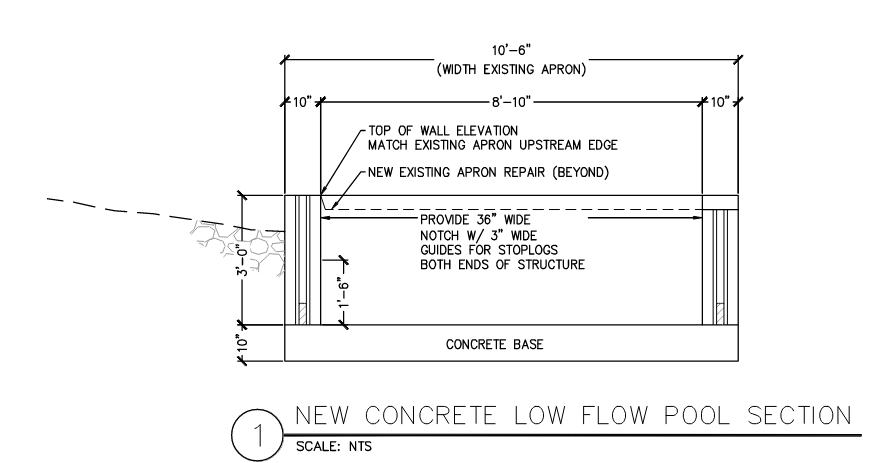 10'-6"
(WIDTH EXISTING APRON)
10"
8'-10"
10"
TOP OF WALL ELEVATION
MATCH EXISTING APRON UPSTREAM EDGE
NEW EXISTING APRON REPAIR (BEYOND)
PROVIDE 36" WIDE
NOTCH W/ 3" WIDE
GUIDES FOR STOPLOGS
BOTH ENDS OF STRUCTURE
3'-0"
1'-6"
10"
CONCRETE BASE
1
NEW CONCRETE LOW FLOW POOL SECTION
SCALE: NTS